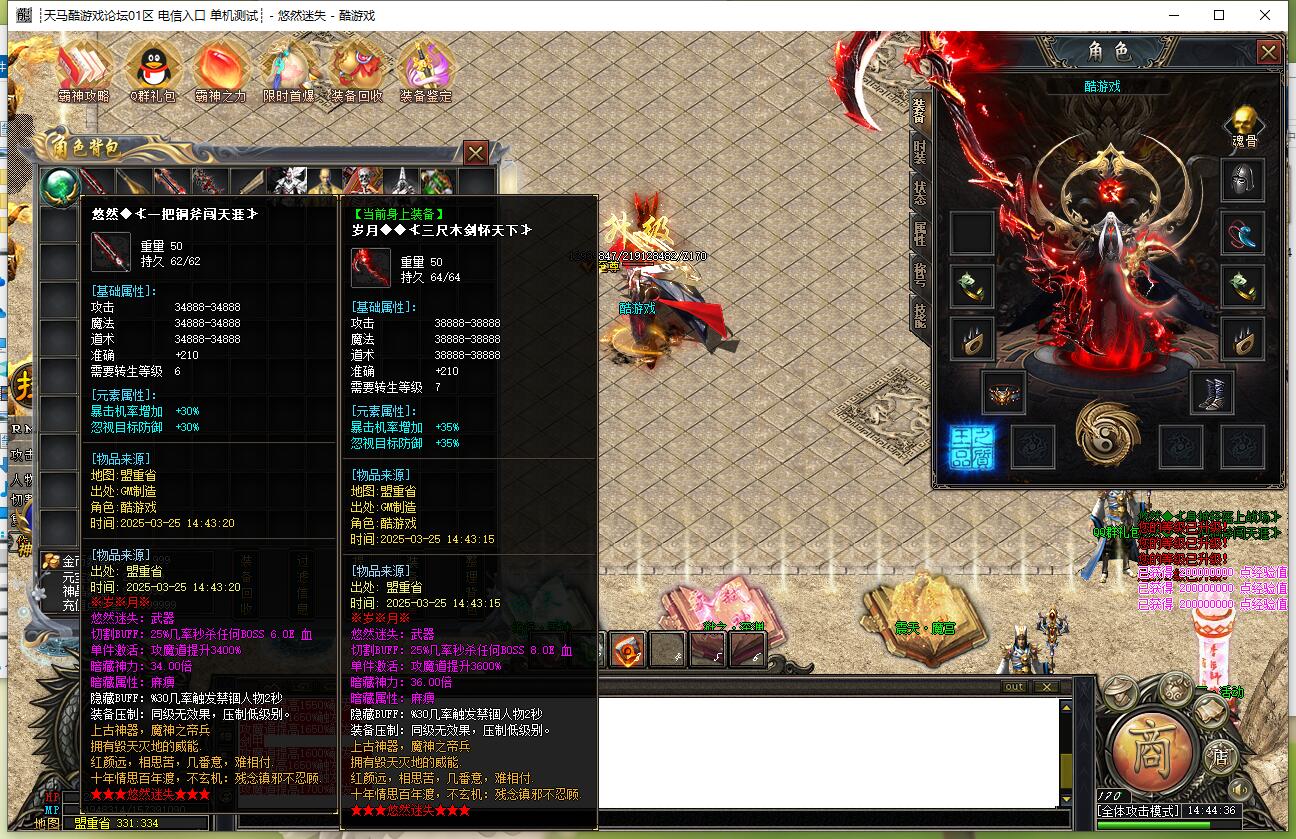 天马酷游戏论坛01区 电信入口 单机测试 - 悠然迷失 - 酷游戏
霸神攻略 Q群礼包 霸神之力 限时首爆 装备回收 装备鉴定
角色背包
悠然◆≮一把铜斧闯天涯≯
重量 50
持久 62/62
[基础属性]:
攻击 34888-34888
魔法 34888-34888
道术 34888-34888
准确 +210
需要转生等级 6
[元素属性]:
暴击机率增加 +30%
忽视目标防御 +30%
[物品来源]
地图:盟重省
出处:GM制造
角色:酷游戏
时间:2025-03-25 14:43:20
[物品来源]
出处: 盟重省
时间: 2025-03-25 14:43:20
※岁※月※
悠然迷失: 武器
切割BUFF: 25%几率秒杀任何BOSS 6.0E 血
单件激活: 攻魔道提升3400%
暗藏神力: 34.00倍
暗藏属性: 麻痹
隐藏BUFF: %30几率触发禁锢人物2秒
装备压制: 同级无效果, 压制低级别。
上古神器, 魔神之帝兵
拥有毁天灭地的威能.
红颜远, 相思苦, 几番意, 难相付.
十年情思百年渡, 不玄机: 残念镇邪不忍顾.
★★★悠然迷失★★★
【当前身上装备】
岁月◆◆≮三尺木剑怀天下≯
重量 50
持久 64/64
[基础属性]:
攻击 38888-38888
魔法 38888-38888
道术 38888-38888
准确 +210
需要转生等级 7
[元素属性]:
暴击机率增加 +35%
忽视目标防御 +35%
[物品来源]
地图:盟重省
出处:GM制造
角色:酷游戏
时间:2025-03-25 14:43:15
[物品来源]
出处: 盟重省
时间: 2025-03-25 14:43:15
※岁※月※
悠然迷失: 武器
切割BUFF: 25%几率秒杀任何BOSS 8.0E 血
单件激活: 攻魔道提升3600%
暗藏神力: 36.00倍
暗藏属性: 麻痹
隐藏BUFF: %30几率触发禁锢人物2秒
装备压制: 同级无效果, 压制低级别。
上古神器, 魔神之帝兵
拥有毁天灭地的威能.
红颜远, 相思苦, 几番意, 难相付.
十年情思百年渡, 不玄机: 残念镇邪不忍顾.
★★★悠然迷失★★★
酷游戏
角色
酷游戏
装备
时装
状态
属性
称号
技能
魂骨
QQ群礼包
您的等级已升级!
您的等级已升级!
已获得 200000000 点经验值
已获得 200000000 点经验值
已获得 200000000 点经验值
震天·魔宫
活动
out
商
店
HP
MP
地图 盟重省 331:334
[全体攻击模式] 14:44:36